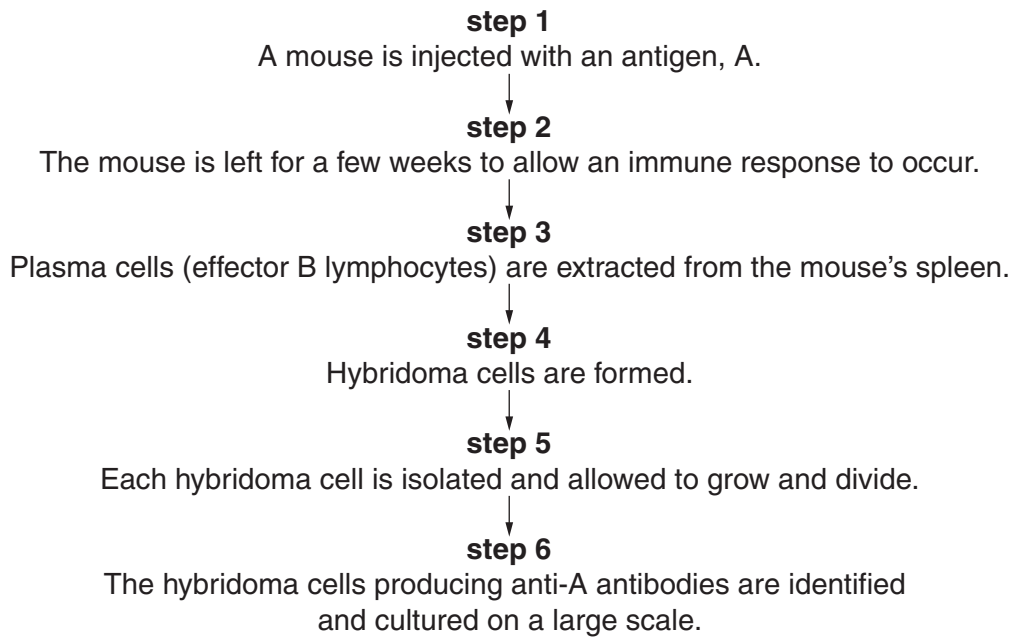 step 1
A mouse is injected with an antigen, A.
step 2
The mouse is left for a few weeks to allow an immune response to occur.
step 3
Plasma cells (effector B lymphocytes) are extracted from the mouse’s spleen.
step 4
Hybridoma cells are formed.
step 5
Each hybridoma cell is isolated and allowed to grow and divide.
step 6
The hybridoma cells producing anti-A antibodies are identified
and cultured on a large scale.